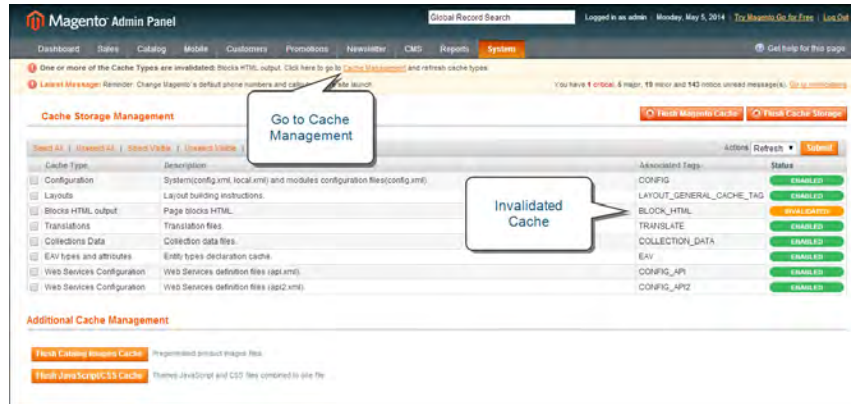 Magento Admin Panel
Global Record Search
Logged in as admin | Monday, May 5, 2014 | Try Magento Go for Free | Log Out
Dashboard Sales Catalog Mobile Customers Promotions Newsletter CMS Reports System
Get help for this page
One or more of the Cache Types are invalidated: Blocks HTML output. Click here to go to Cache Management and refresh cache types.
Latest Message: Reminder: Change Magento's default phone numbers and site launch
You have 1 critical, 5 major, 19 minor and 143 notice unread message(s). Go to notifications
Go to Cache
Management
Cache Storage Management
Flush Magento Cache
Flush Cache Storage
Select All | Unselect All | Select Visible | Unselect Visible
Actions Refresh Submit
Cache Type Description Associated Tags Status
Configuration System(config.xml, local.xml) and modules configuration files(config.xml). CONFIG ENABLED
Layouts Layout building instructions. LAYOUT_GENERAL_CACHE_TAG ENABLED
Blocks HTML output Page blocks HTML. BLOCK_HTML INVALIDATED
Translations Translation files. TRANSLATE ENABLED
Collections Data Collection data files. COLLECTION_DATA ENABLED
EAV types and attributes Entity types declaration cache. EAV ENABLED
Web Services Configuration Web Services definition files (api.xml). CONFIG_API ENABLED
Web Services Configuration Web Services definition files (api2.xml). CONFIG_API2 ENABLED
Invalidated
Cache
Additional Cache Management
Flush Catalog Images Cache Pregenerated product images files.
Flush JavaScript/CSS Cache Themes JavaScript and CSS files combined to one file.